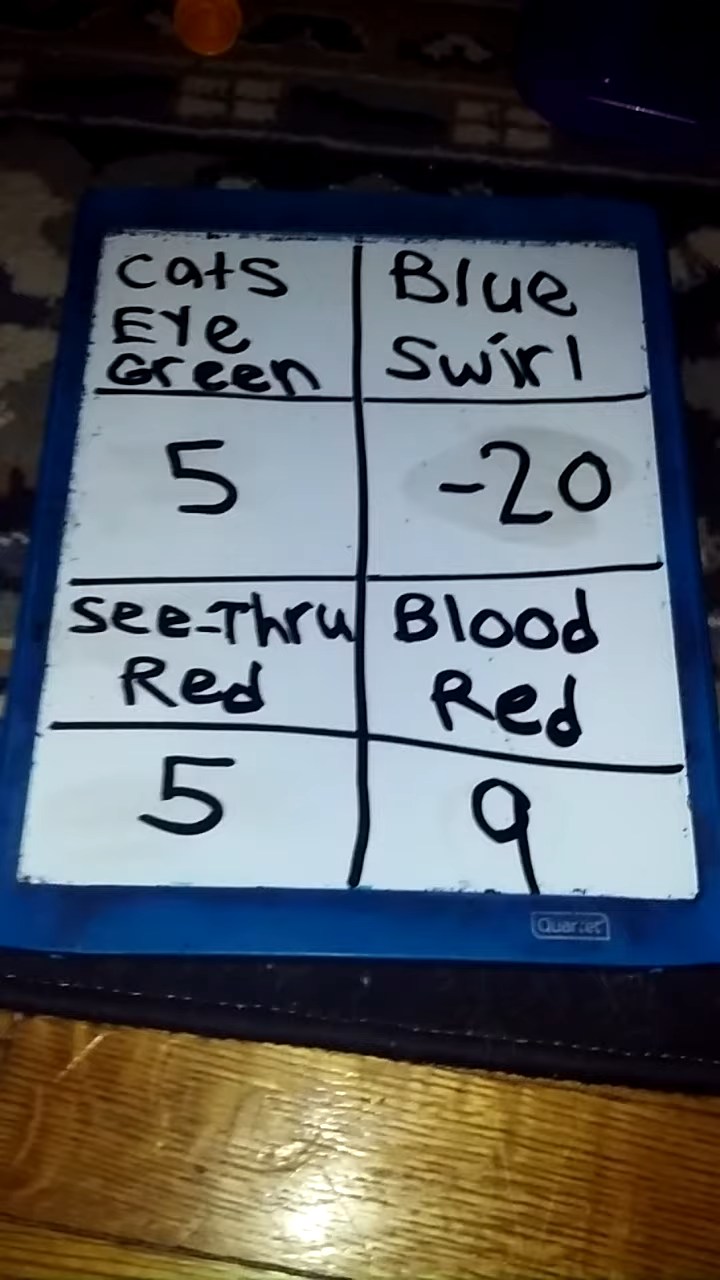 cats
EYe
Green
Blue
Swirl
5
-20
See-Thru
Red
Blood
Red
5
9
Quartet